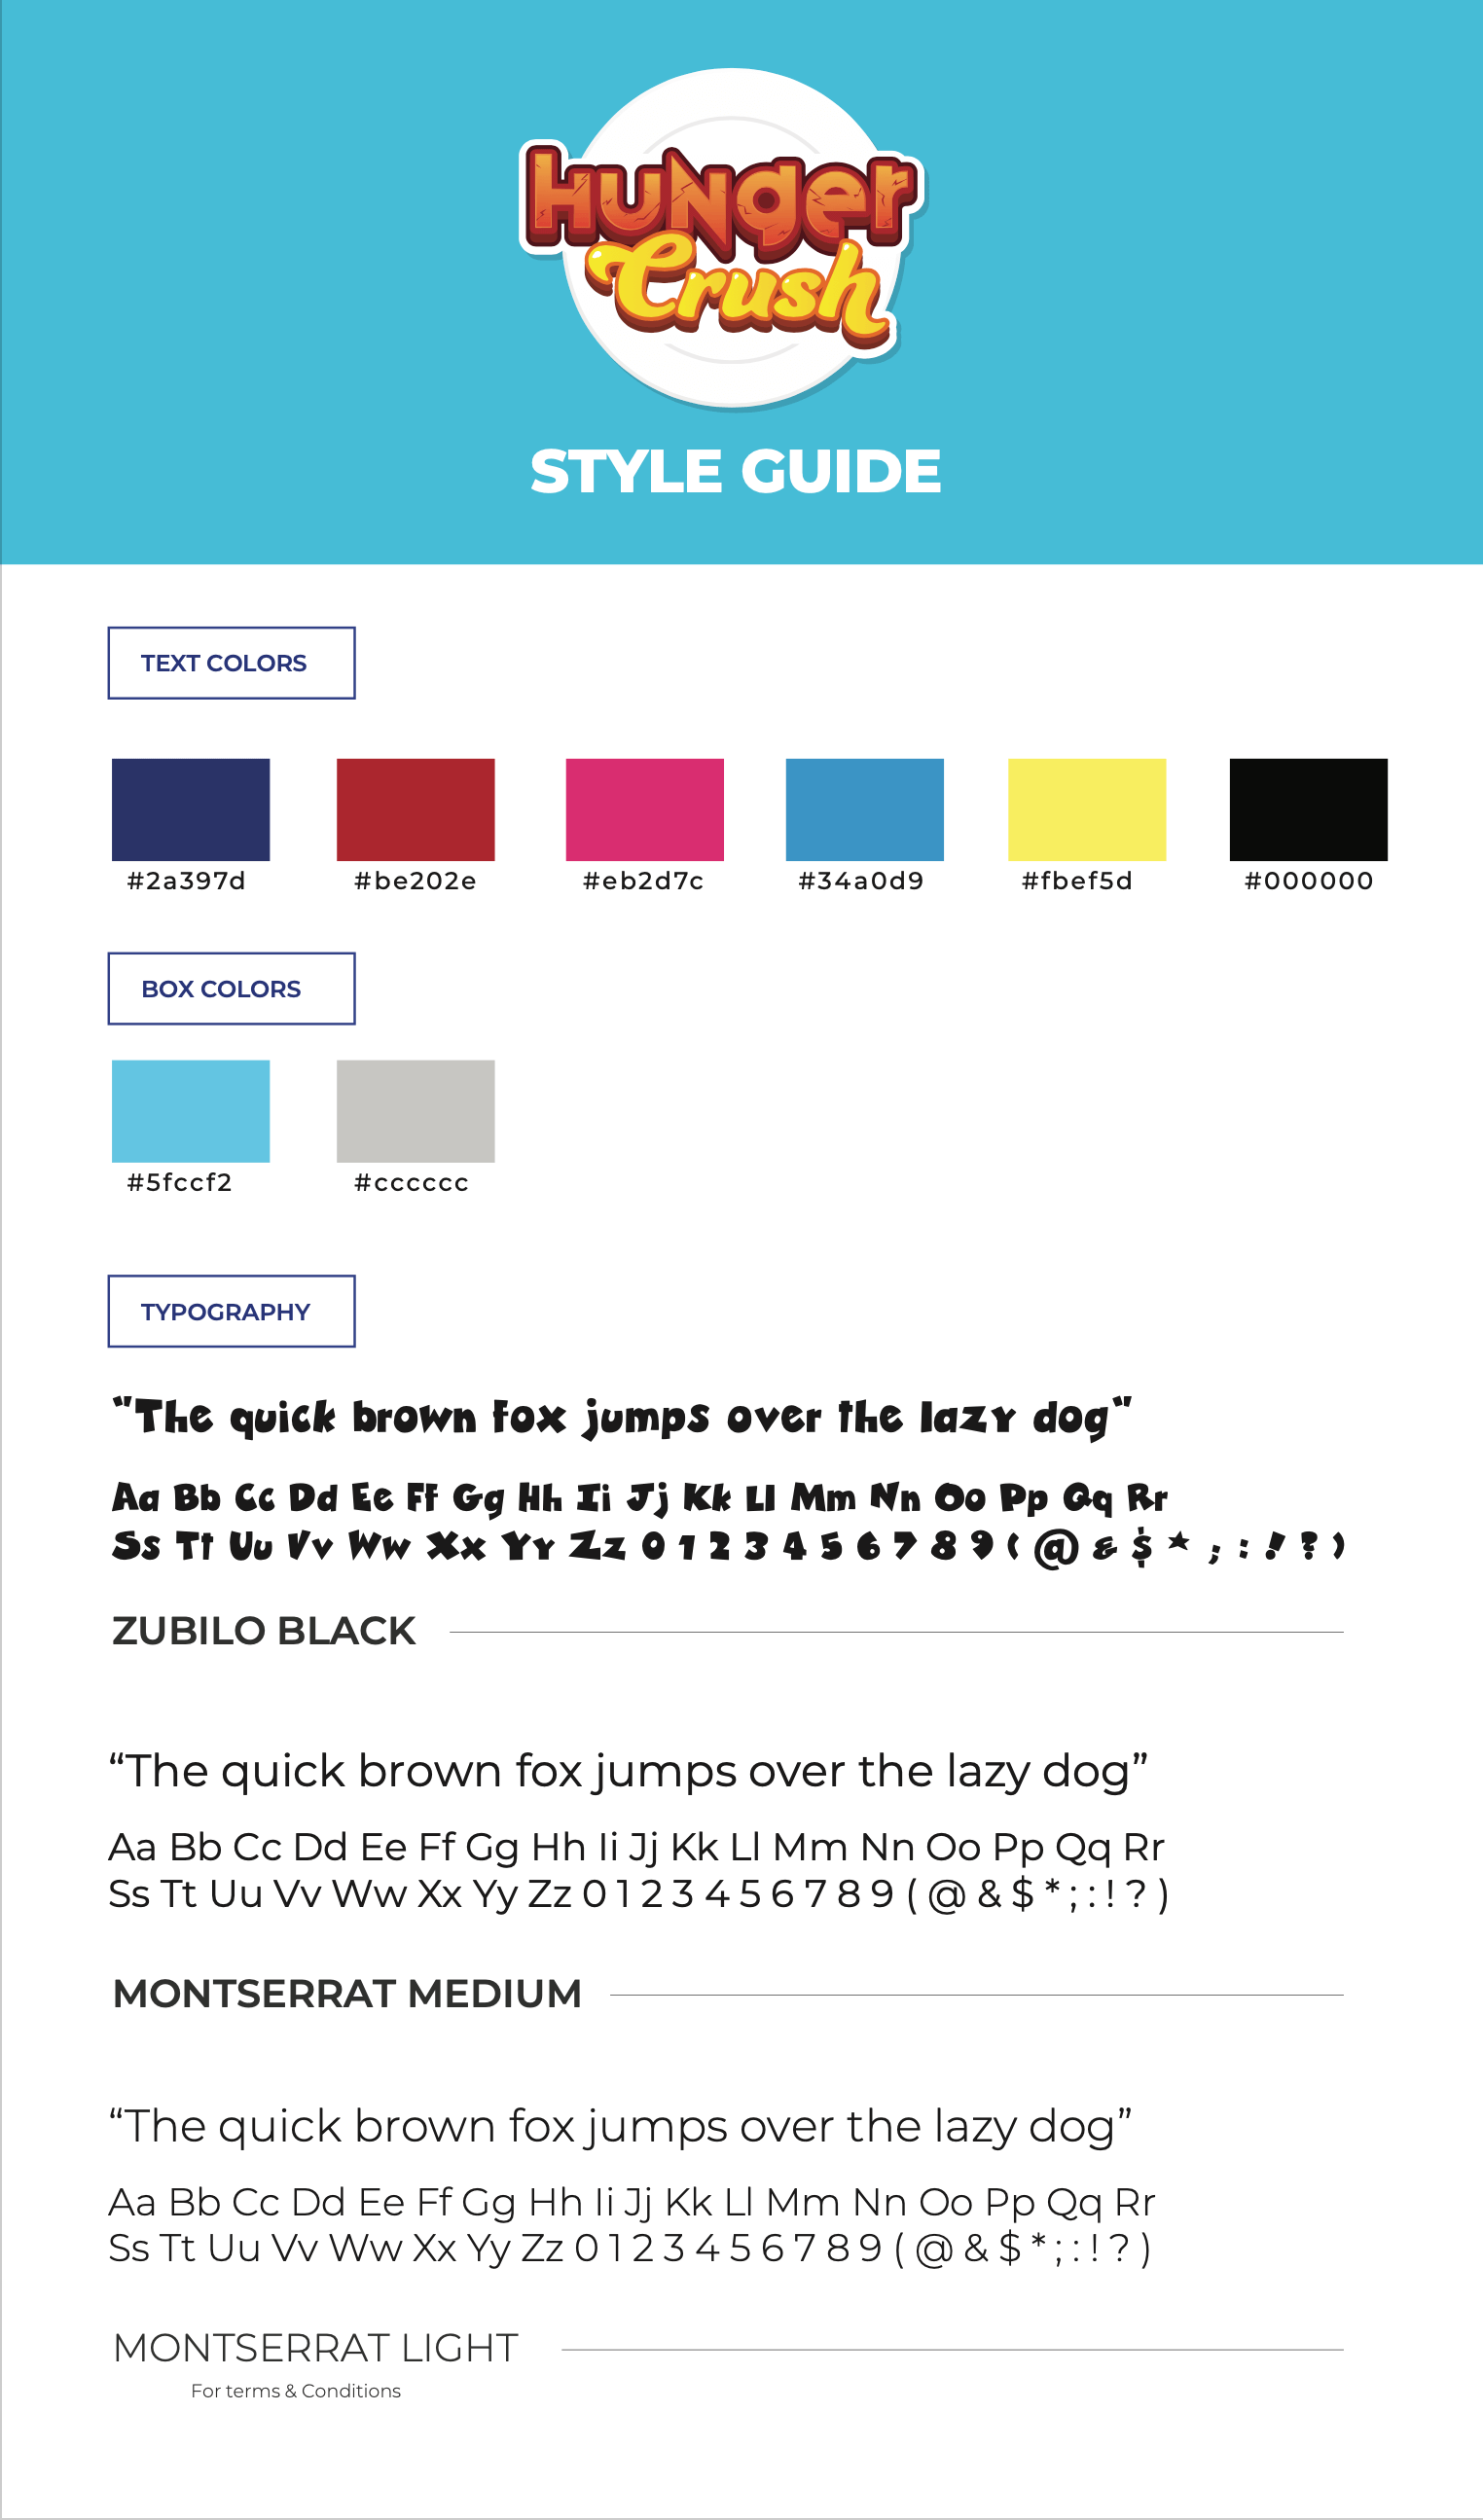 HUNger
Crush
STYLE GUIDE
TEXT COLORS
#2a397d #be202e #eb2d7c #34a0d9 #fbef5d #000000
BOX COLORS
#5fccf2 #cccccc
TYPOGRAPHY
“The quick brown fox jumps over the lazy dog”
Aa Bb Cc Dd Ee Ff Gg Hh Ii Jj Kk Ll Mm Nn Oo Pp Qq Rr
Ss Tt Uu Vv Ww Xx Yy Zz 0 1 2 3 4 5 6 7 8 9 ( @ & $ * ; : ! ? )
ZUBILO BLACK
“The quick brown fox jumps over the lazy dog”
Aa Bb Cc Dd Ee Ff Gg Hh Ii Jj Kk Ll Mm Nn Oo Pp Qq Rr
Ss Tt Uu Vv Ww Xx Yy Zz 0 1 2 3 4 5 6 7 8 9 ( @ & $ * ; : ! ? )
MONTSERRAT MEDIUM
“The quick brown fox jumps over the lazy dog”
Aa Bb Cc Dd Ee Ff Gg Hh Ii Jj Kk Ll Mm Nn Oo Pp Qq Rr
Ss Tt Uu Vv Ww Xx Yy Zz 0 1 2 3 4 5 6 7 8 9 ( @ & $ * ; : ! ? )
MONTSERRAT LIGHT
For terms & Conditions